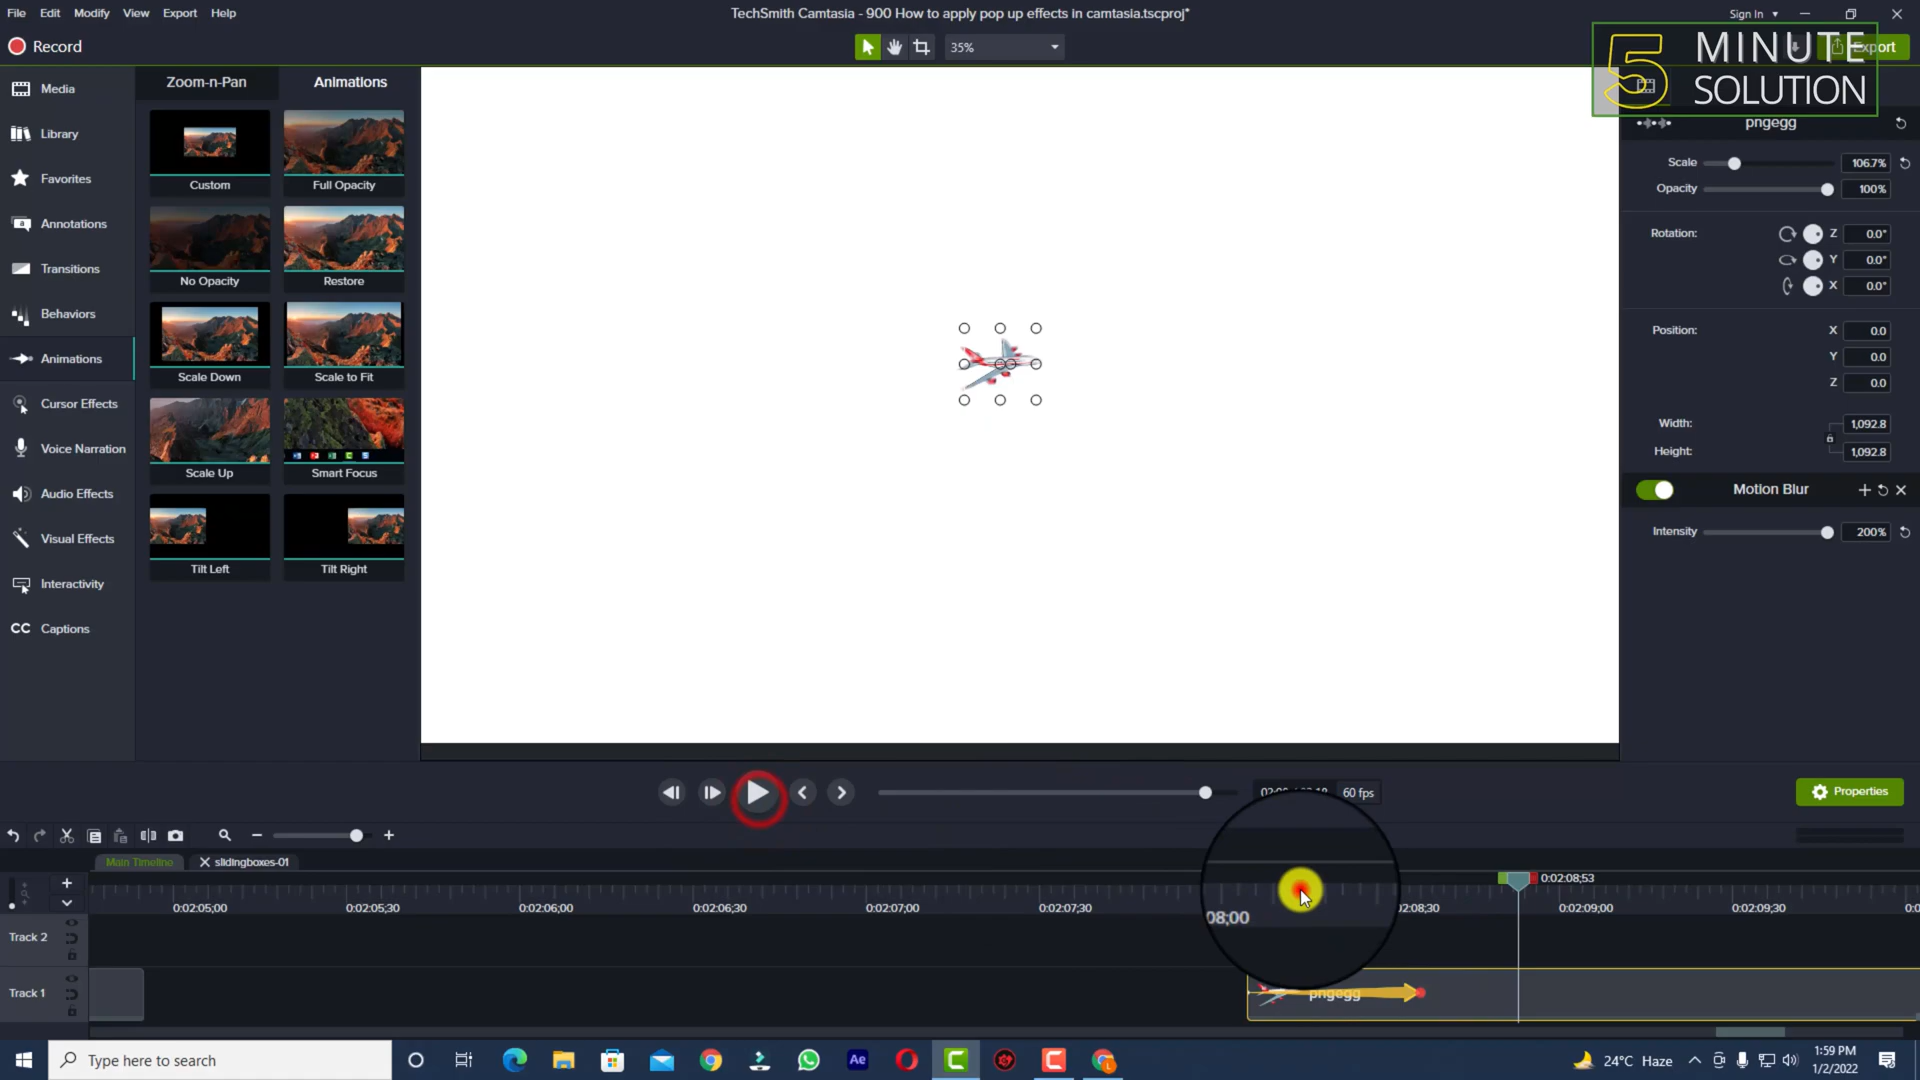 File Edit Modify View Export Help
TechSmith Camtasia - 900 How to apply pop up effects in camtasia.tscproj*
Sign In
Record
35%
Export
5 MINUTE
SOLUTION
Media
Library
Favorites
Annotations
Transitions
Behaviors
Animations
Cursor Effects
Voice Narration
Audio Effects
Visual Effects
Interactivity
CC Captions
Zoom-n-Pan Animations
Custom Full Opacity
No Opacity Restore
Scale Down Scale to Fit
Scale Up Smart Focus
Tilt Left Tilt Right
pngegg
Scale 106.7%
Opacity 100%
Rotation: Z 0.0°
Y 0.0°
X 0.0°
Position: X 0.0
Y 0.0
Z 0.0
Width: 1,092.8
Height: 1,092.8
Motion Blur
Intensity 200%
60 fps
Properties
Main Timeline slidingboxes-01
0:02:08;53
0:02:05;00 0:02:05;30 0:02:06;00 0:02:06;30 0:02:07;00 0:02:07;30 08;00 08;30 0:02:09;00 0:02:09;30
Track 2
Track 1
pngegg
Type here to search
Ae
24°C Haze
1:59 PM
1/2/2022